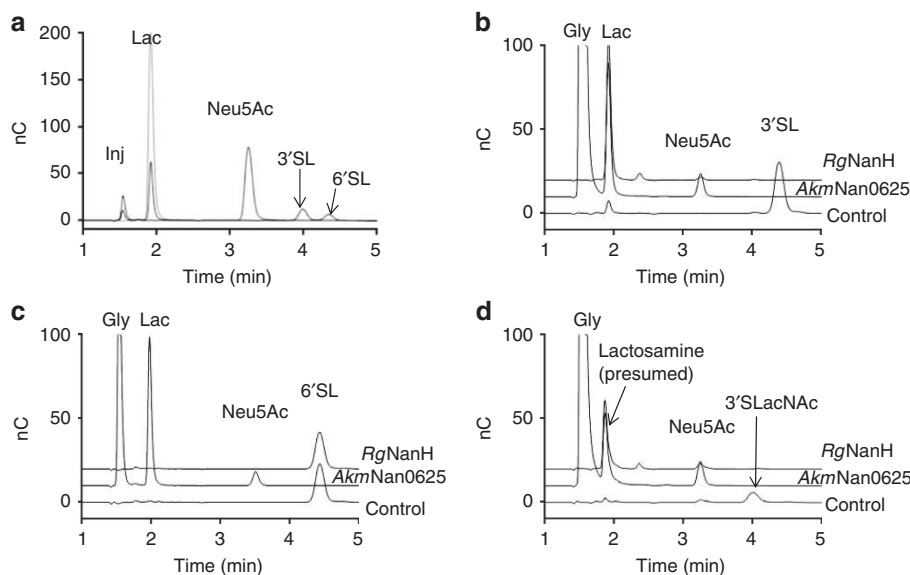 a
200
150
100
50
0
nC
Inj
Lac
Neu5Ac
3′SL
6′SL
1 2 3 4 5
Time (min)
b
100
50
0
nC
Gly Lac
Neu5Ac
3′SL
RgNanH
AkmNan0625
Control
1 2 3 4 5
Time (min)
c
100
50
0
nC
Gly Lac
Neu5Ac
6′SL
RgNanH
AkmNan0625
Control
1 2 3 4 5
Time (min)
d
100
50
0
nC
Gly
Lactosamine
(presumed)
Neu5Ac
3′SLacNAc
RgNanH
AkmNan0625
Control
1 2 3 4 5
Time (min)